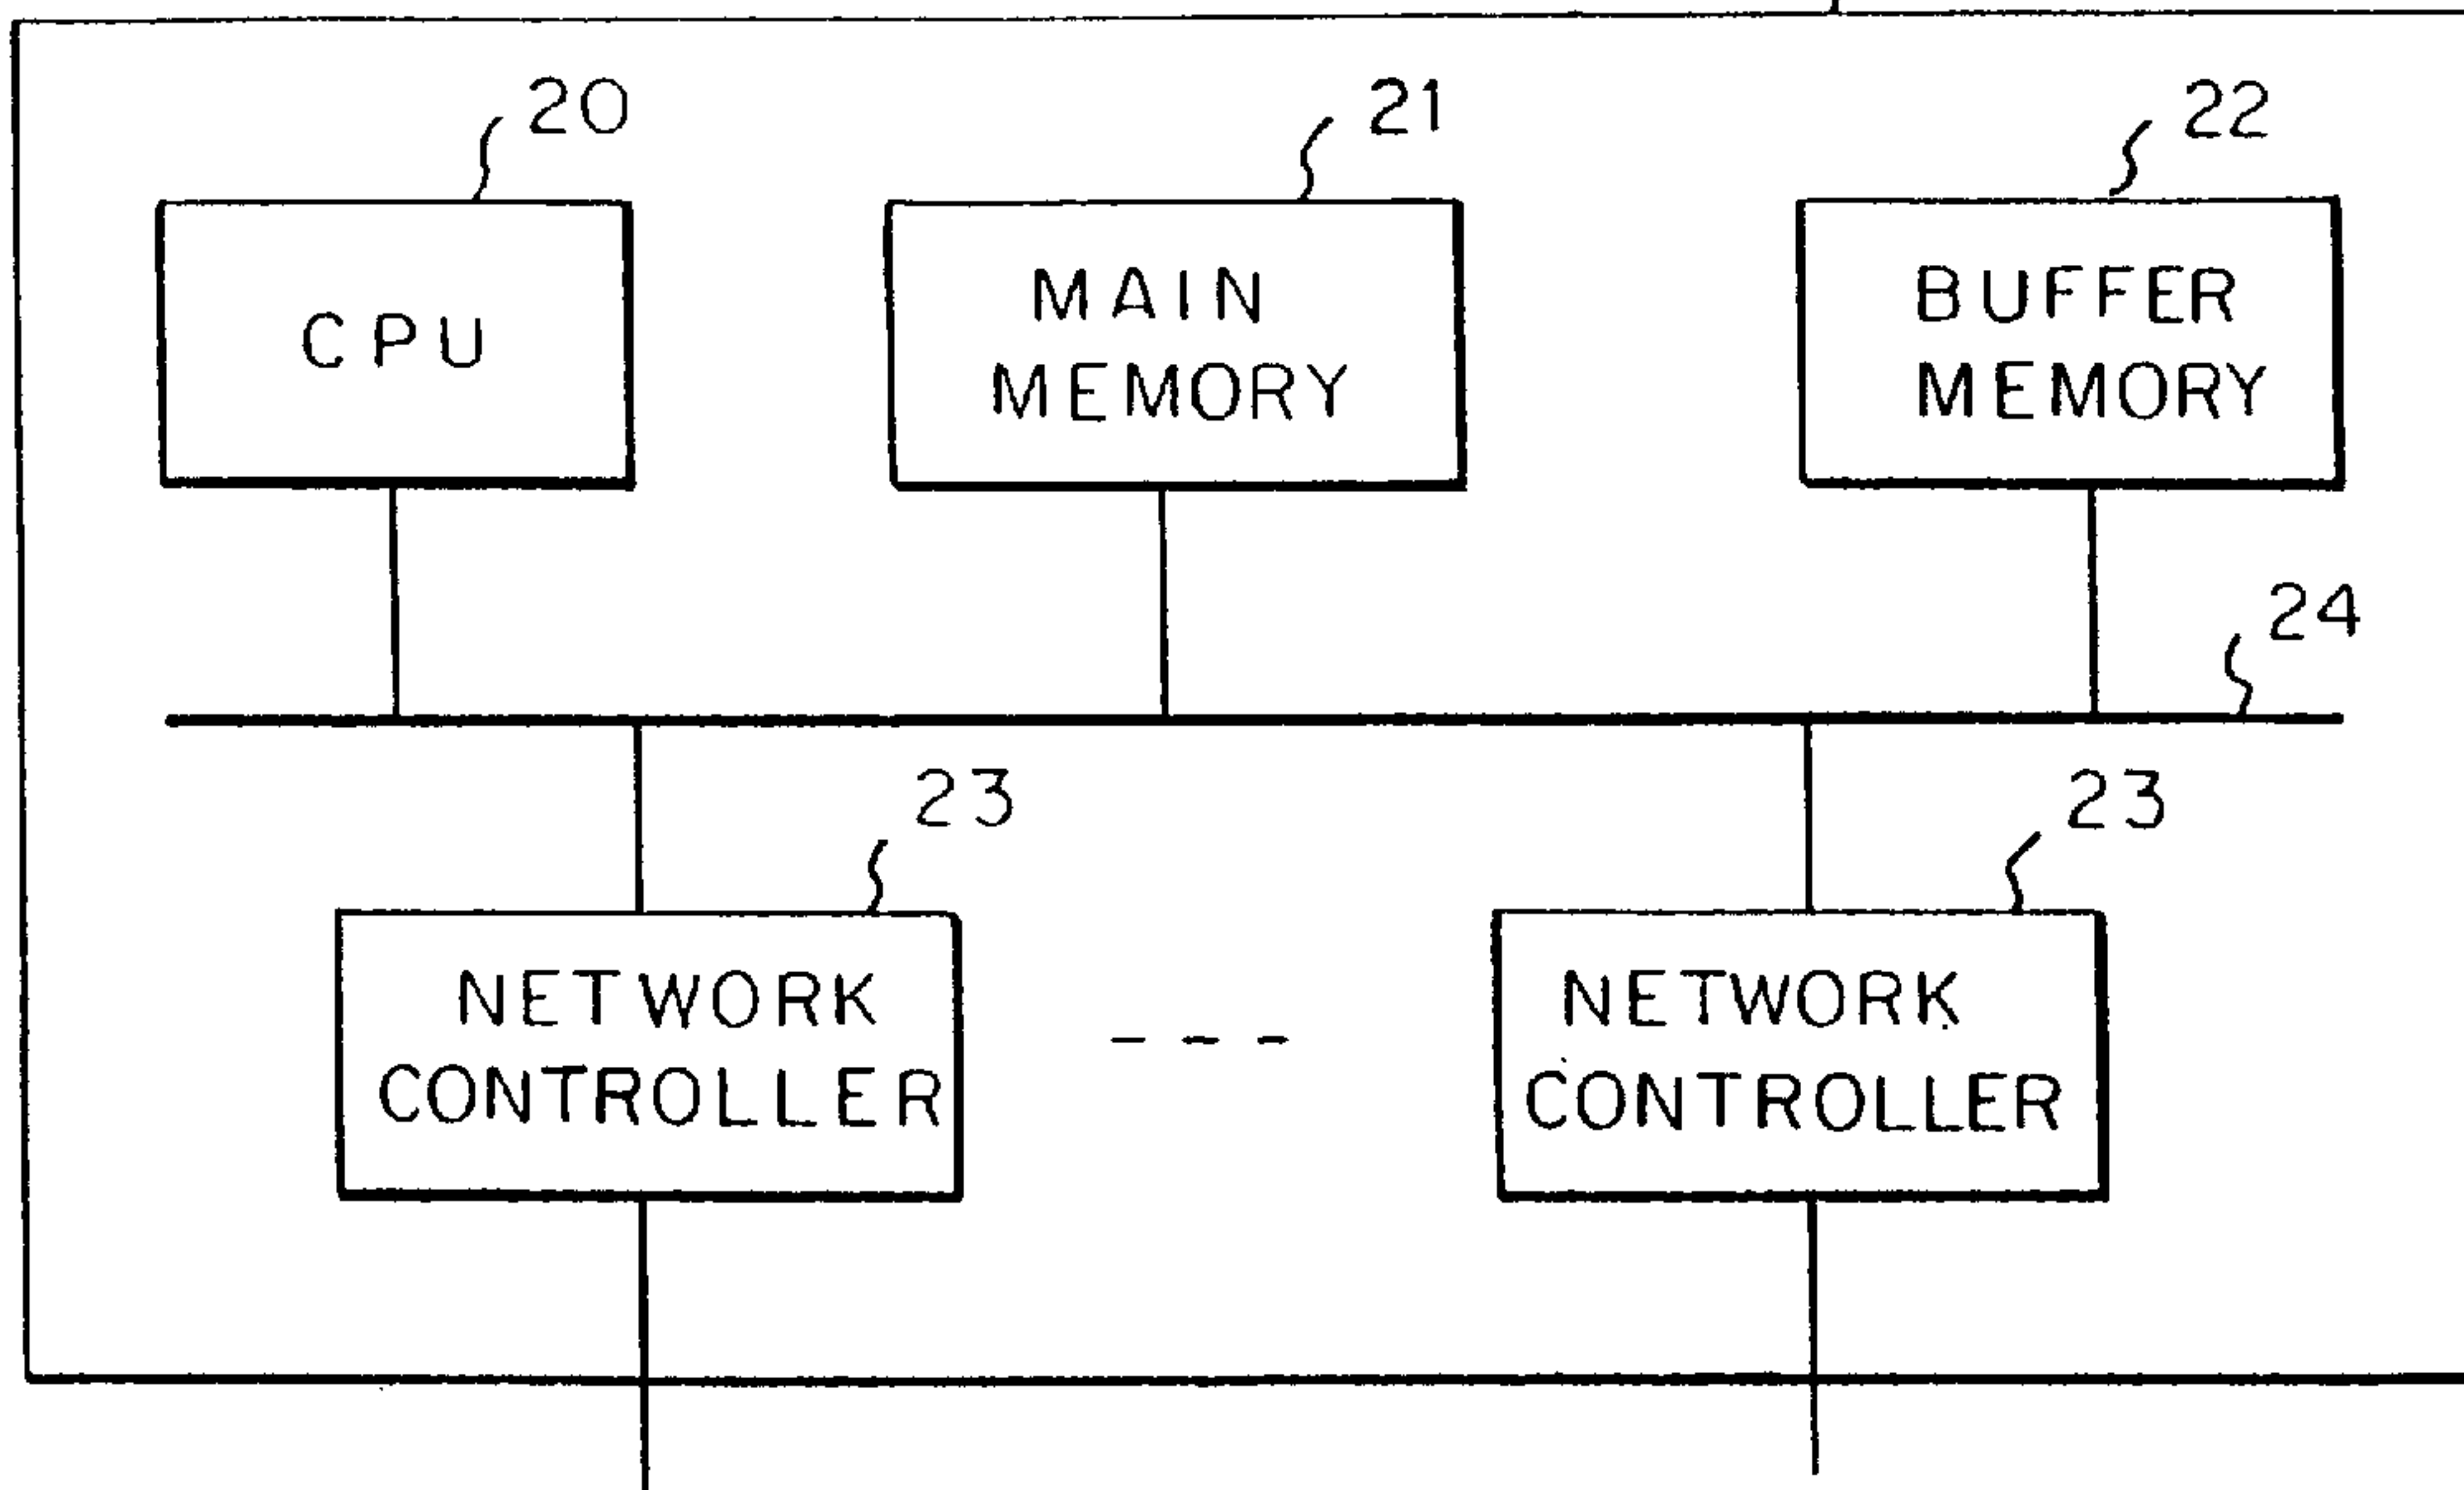 20
21
22
CPU
MAIN
MEMORY
BUFFER
MEMORY
24
23
23
NETWORK
CONTROLLER
NETWORK
CONTROLLER